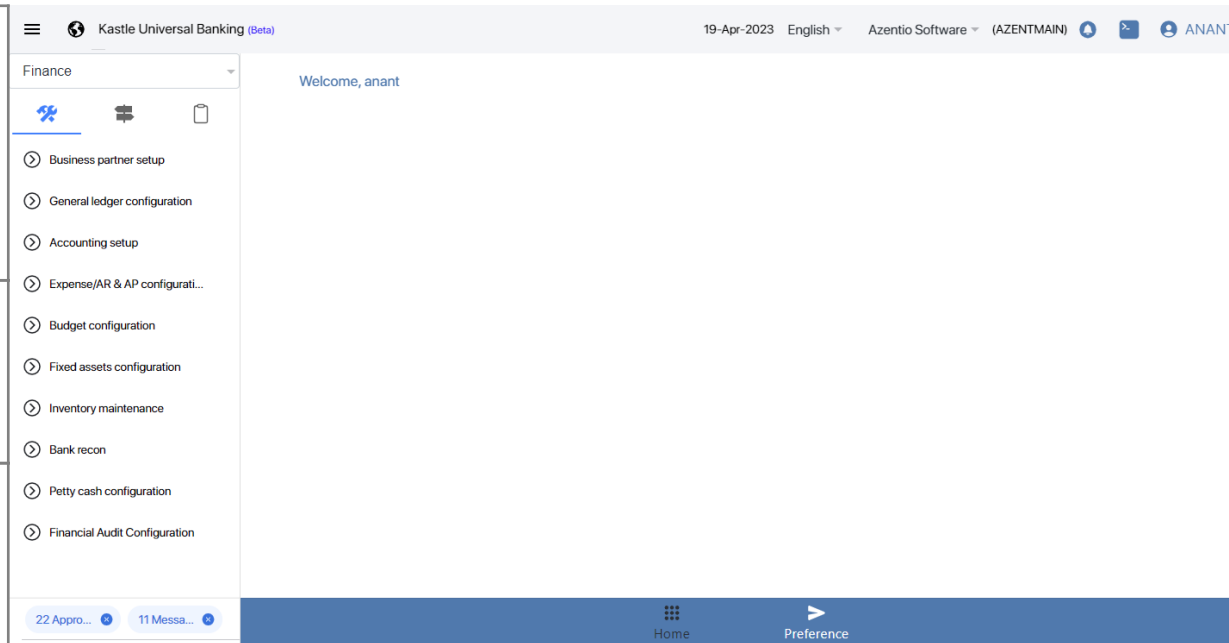 Kastle Universal Banking (Beta)
19-Apr-2023 English Azentio Software (AZENTMAIN) ANANT
Finance
Welcome, anant
Business partner setup
General ledger configuration
Accounting setup
Expense/AR & AP configurati...
Budget configuration
Fixed assets configuration
Inventory maintenance
Bank recon
Petty cash configuration
Financial Audit Configuration
22 Appro... 11 Messa...
Home Preference